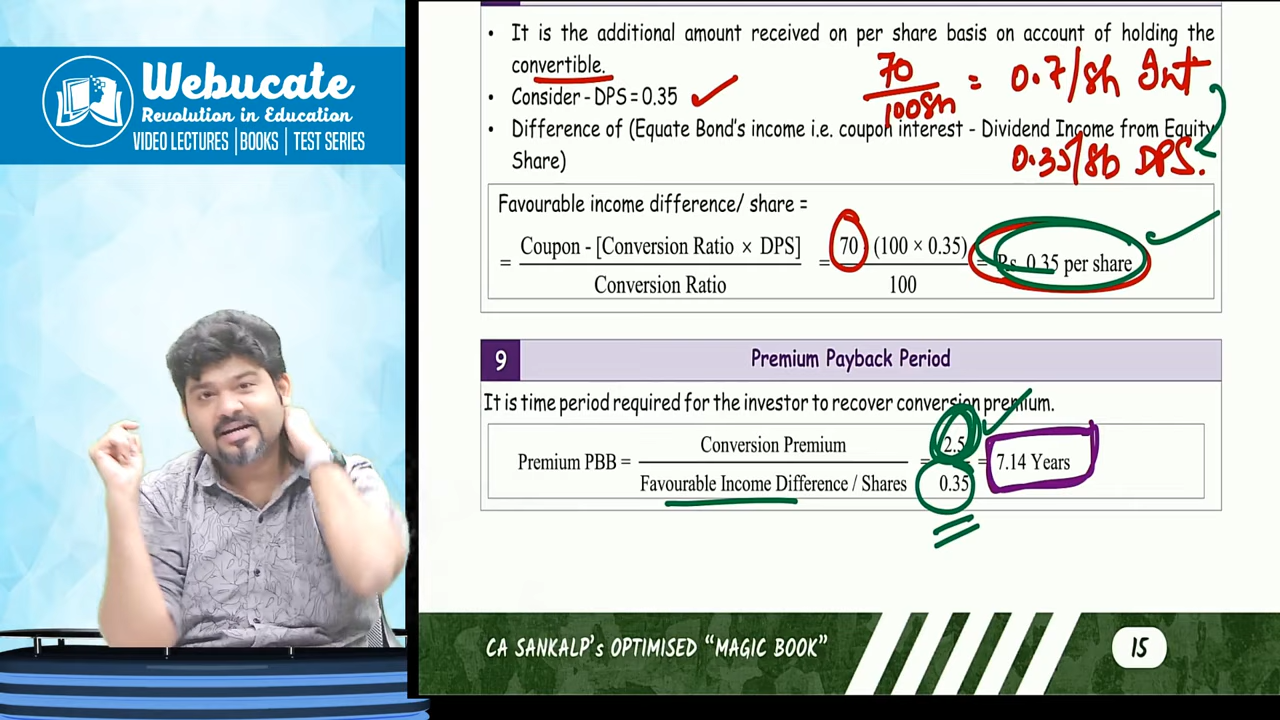 Webucate
Revolution in Education
VIDEO LECTURES | BOOKS | TEST SERIES
• It is the additional amount received on per share basis on account of holding the
convertible.
70/100Sh = 0.7/Sh Int
• Consider - DPS = 0.35
• Difference of (Equate Bond's income i.e. coupon interest - Dividend Income from Equity
Share)
0.35/Sh DPS.
Favourable income difference/ share =
= Coupon - [Conversion Ratio × DPS] / Conversion Ratio = 70 (100 × 0.35) / 100 = Rs. 0.35 per share
9 Premium Payback Period
It is time period required for the investor to recover conversion premium.
Premium PBB = Conversion Premium / Favourable Income Difference / Shares = 2.5 / 0.35 = 7.14 Years
CA SANKALP's OPTIMISED "MAGIC BOOK"
15